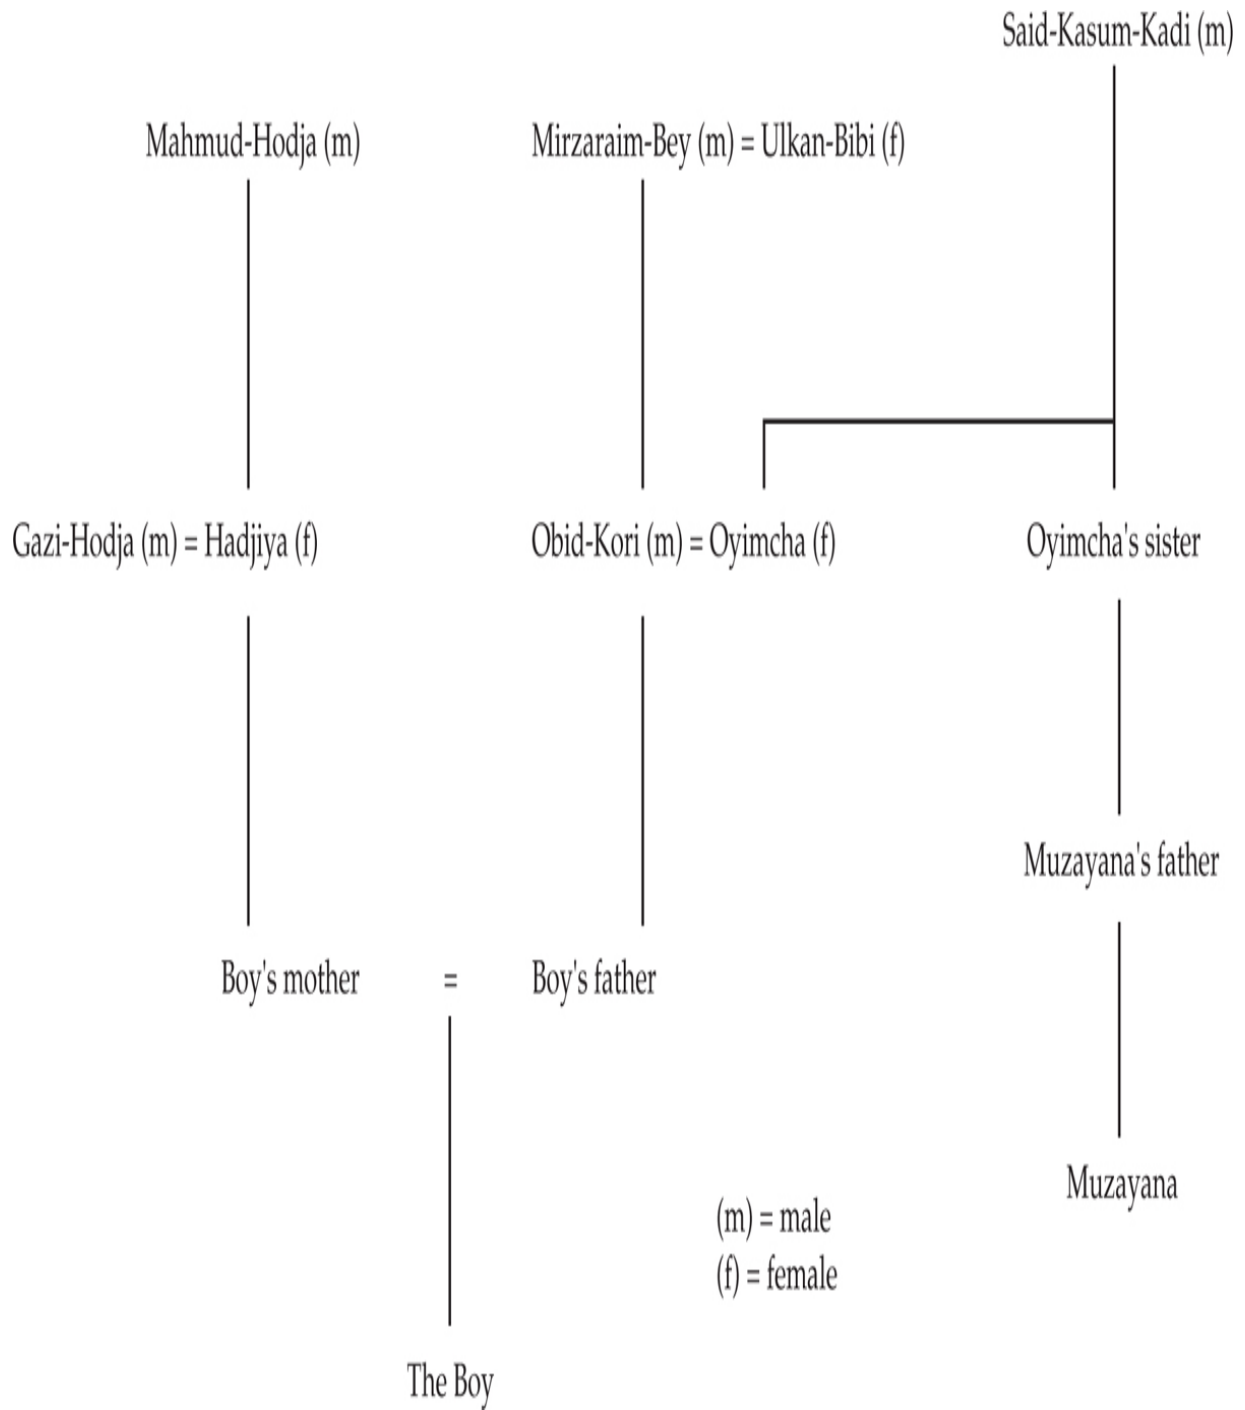 Said-Kasum-Kadi (m)
Mahmud-Hodja (m)
Mirzaraim-Bey (m) = Ulkan-Bibi (f)
Gazi-Hodja (m) = Hadjiya (f)
Obid-Kori (m) = Oyimcha (f)
Oyimcha's sister
Muzayana's father
Boy's mother = Boy's father
Muzayana
(m) = male
(f) = female
The Boy